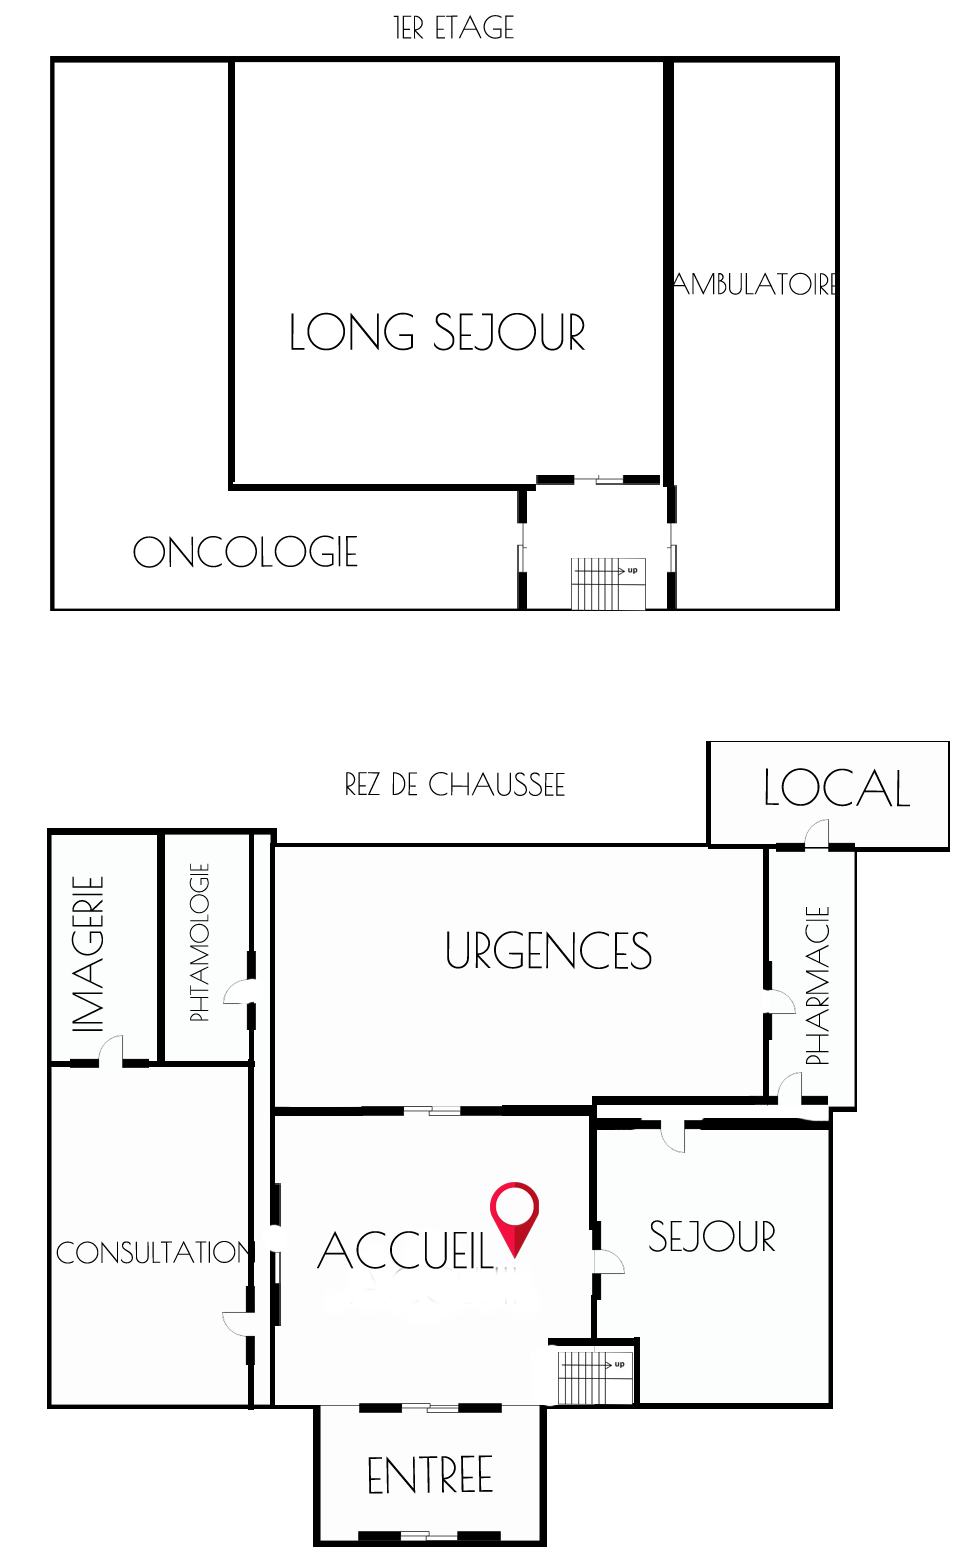 1ER ETAGE
AMBULATOIRE
LONG SEJOUR
ONCOLOGIE
up
REZ DE CHAUSSEE
LOCAL
IMAGERIE
PHTAMOLOGIE
URGENCES
PHARMACIE
CONSULTATION
ACCUEIL
SEJOUR
up
ENTREE